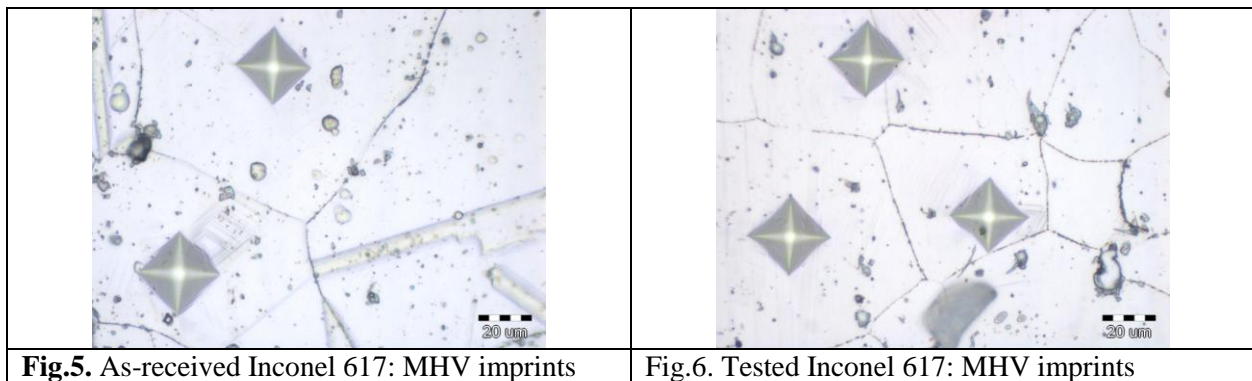 20 um
20 um
Fig.5. As-received Inconel 617: MHV imprints
Fig.6. Tested Inconel 617: MHV imprints